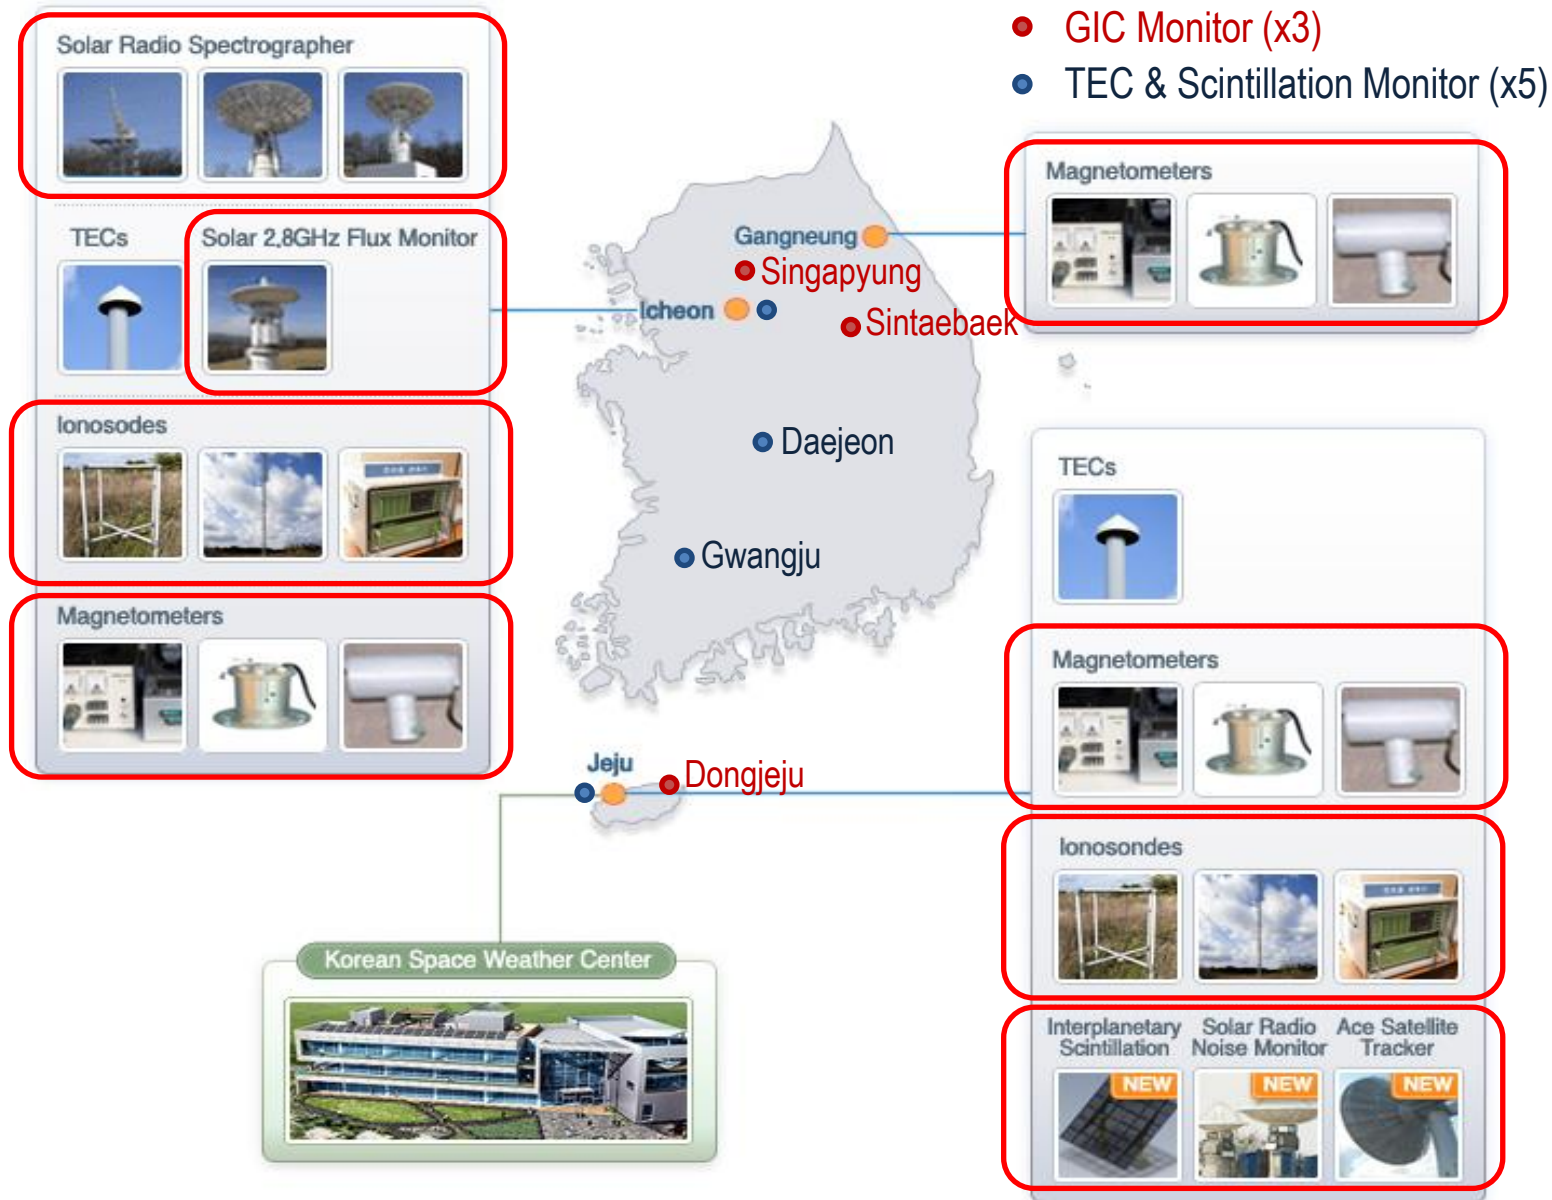 GIC Monitor (x3)
TEC & Scintillation Monitor (x5)
Solar Radio Spectrographer
TECs
Solar 2,8GHz Flux Monitor
Ionosodes
Magnetometers
Gangneung
Singapyung
Icheon
Sintaebaek
Daejeon
Gwangju
Jeju
Dongjeju
Korean Space Weather Center
Magnetometers
TECs
Magnetometers
Ionosondes
Interplanetary
Scintillation
Solar Radio
Noise Monitor
Ace Satellite
Tracker
NEW
NEW
NEW